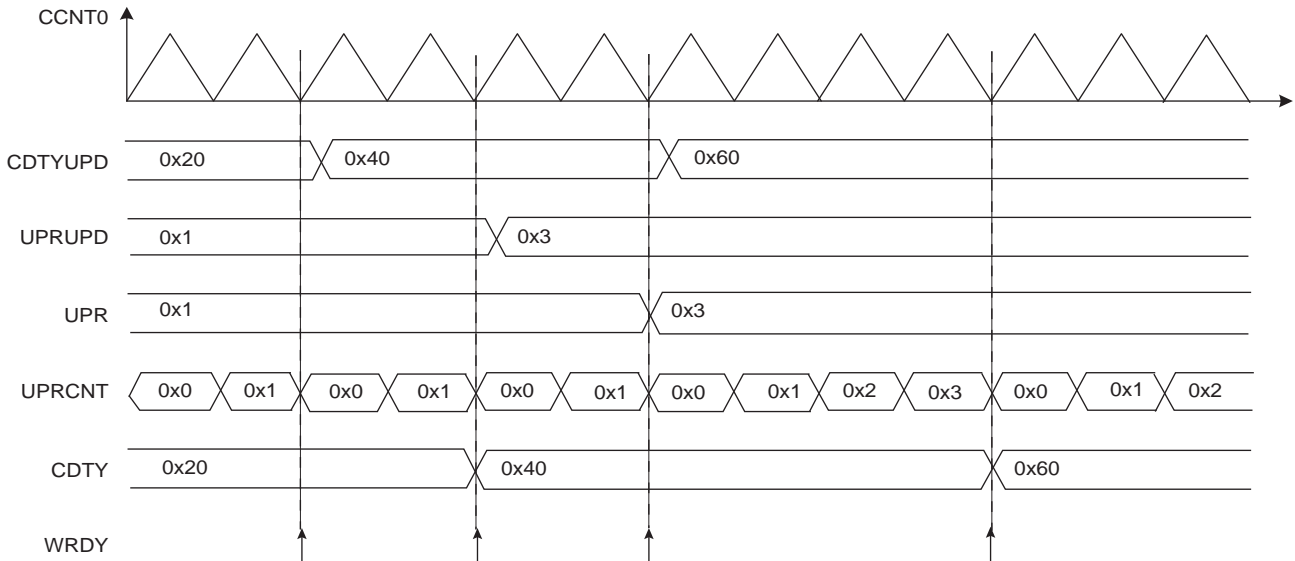 CCNT0
CDTYUPD 0x20 0x40 0x60
UPRUPD 0x1 0x3
UPR 0x1 0x3
UPRCNT 0x0 0x1 0x0 0x1 0x0 0x1 0x0 0x1 0x2 0x3 0x0 0x1 0x2
CDTY 0x20 0x40 0x60
WRDY